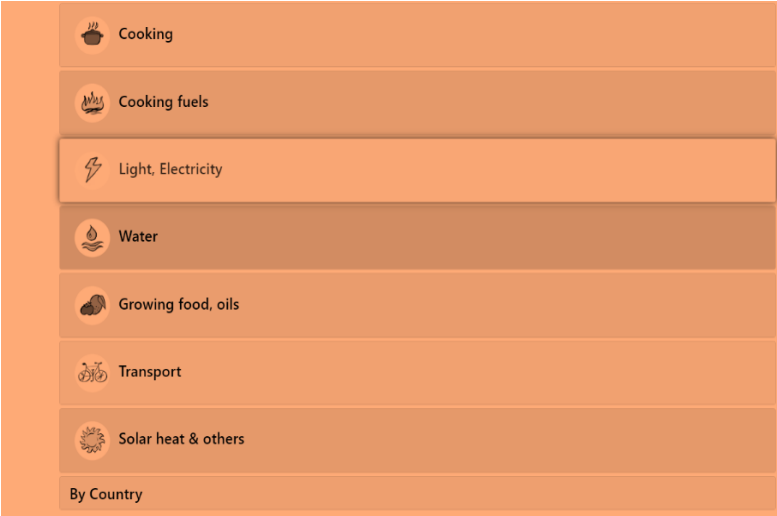 Cooking
Cooking fuels
Light, Electricity
Water
Growing food, oils
Transport
Solar heat & others
By Country